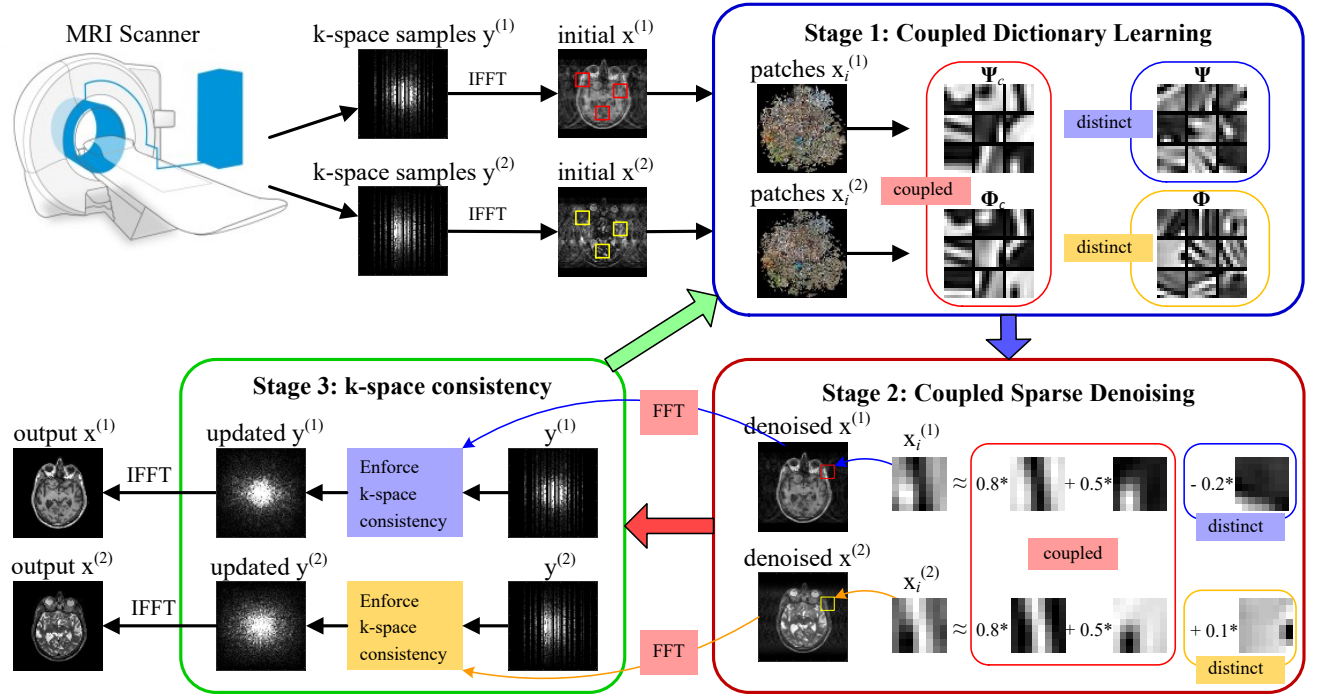 MRI Scanner
k-space samples y(1)
IFFT
initial x(1)
k-space samples y(2)
IFFT
initial x(2)
Stage 1: Coupled Dictionary Learning
patches xi(1)
Ψc
Ψ
distinct
patches xi(2)
coupled
Φc
Φ
distinct
Stage 2: Coupled Sparse Denoising
denoised x(1)
xi(1)
≈ 0.8* + 0.5* - 0.2*
distinct
coupled
denoised x(2)
xi(2)
≈ 0.8* + 0.5* + 0.1*
distinct
FFT
FFT
Stage 3: k-space consistency
y(1)
Enforce
k-space
consistency
updated y(1)
IFFT
output x(1)
y(2)
Enforce
k-space
consistency
updated y(2)
IFFT
output x(2)